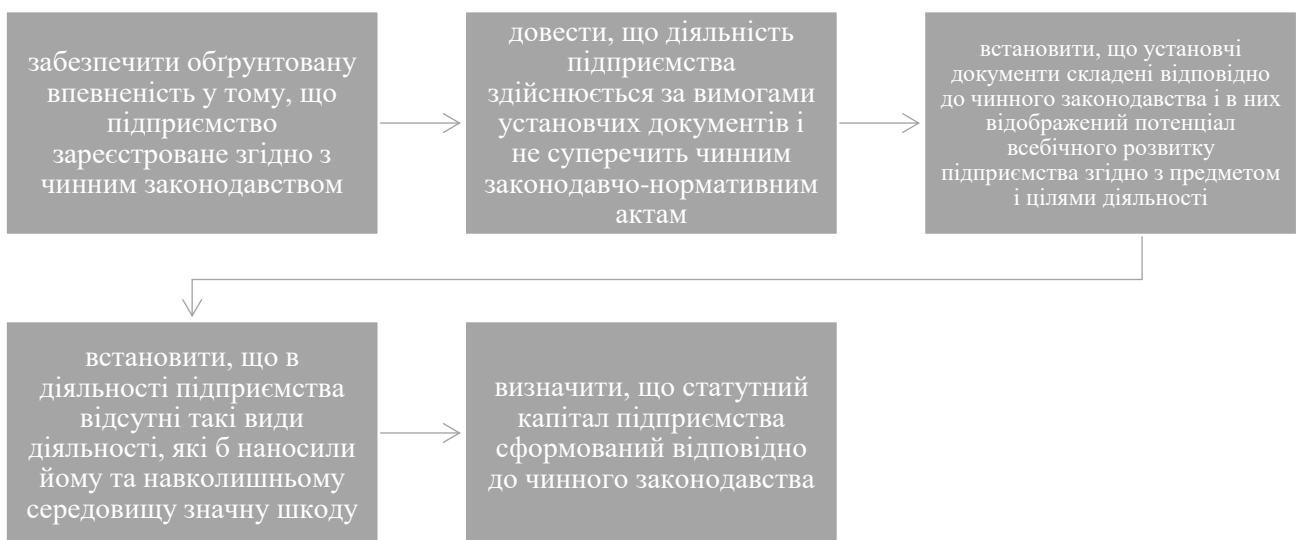 забезпечити обґрунтовану
впевненість у тому, що
підприємство
зареєстроване згідно з
чинним законодавством
довести, що діяльність
підприємства
здійснюється за вимогами
установчих документів і
не суперечить чинним
законодавчо-нормативним
актам
встановити, що установчі
документи складені відповідно
до чинного законодавства і в них
відображений потенціал
всебічного розвитку
підприємства згідно з предметом
і цілями діяльності
встановити, що в
діяльності підприємства
відсутні такі види
діяльності, які б наносили
йому та навколишньому
середовищу значну шкоду
визначити, що статутний
капітал підприємства
сформований відповідно
до чинного законодавства